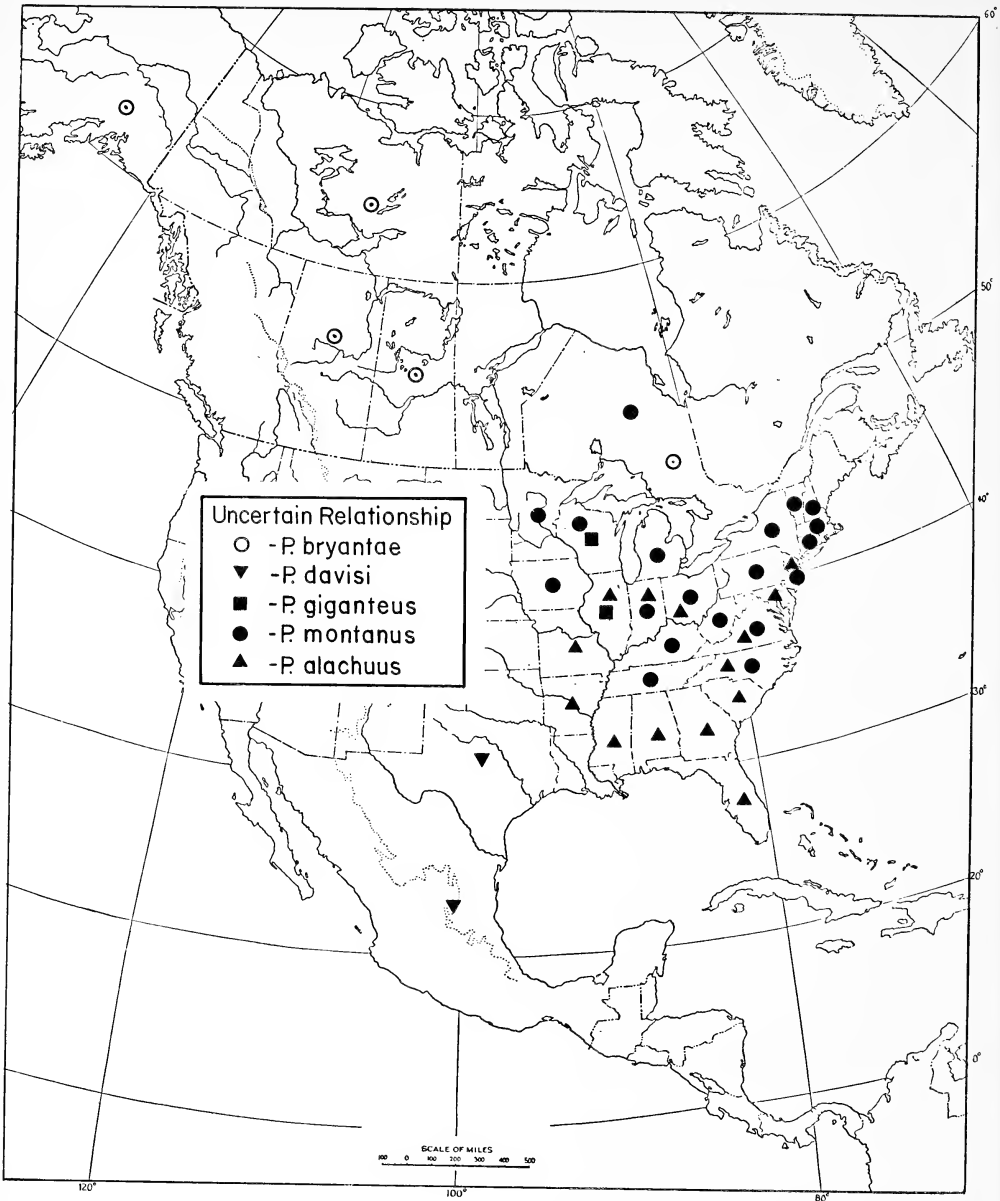 60°
50°
40°
Uncertain Relationship
○ -P. bryantae
▼ -P. davisi
■ -P. giganteus
● -P. montanus
▲ -P. alachuus
30°
20°
0°
SCALE OF MILES
100 0 100 200 300 400 500
120° 100° 80°